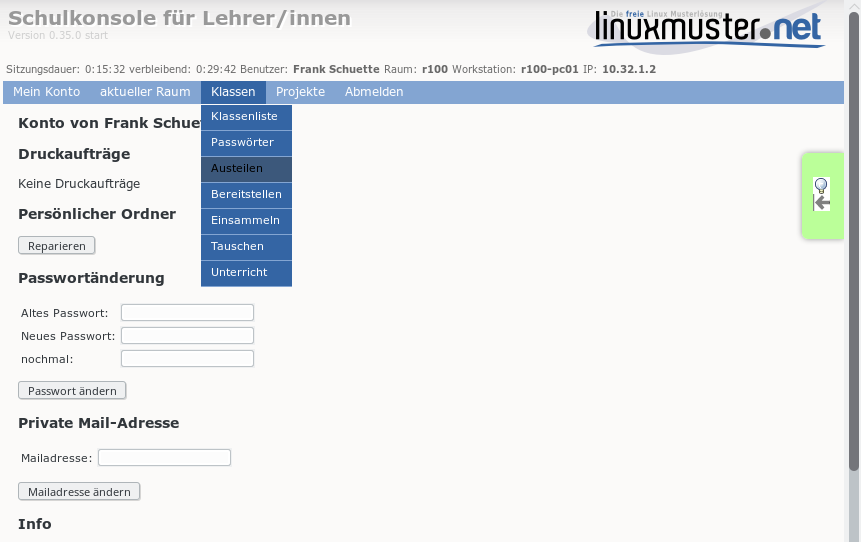 Schulkonsole für Lehrer/innen
Version 0.35.0 start
Die freie Linux Musterlösung
linuxmuster.net
Sitzungsdauer: 0:15:32 verbleibend: 0:29:42 Benutzer: Frank Schuette Raum: r100 Workstation: r100-pc01 IP: 10.32.1.2
Mein Konto aktueller Raum Klassen Projekte Abmelden
Klassenliste
Passwörter
Austeilen
Bereitstellen
Einsammeln
Tauschen
Unterricht
Konto von Frank Schue
Druckaufträge
Keine Druckaufträge
Persönlicher Ordner
Reparieren
Passwortänderung
Altes Passwort:
Neues Passwort:
nochmal:
Passwort ändern
Private Mail-Adresse
Mailadresse:
Mailadresse ändern
Info